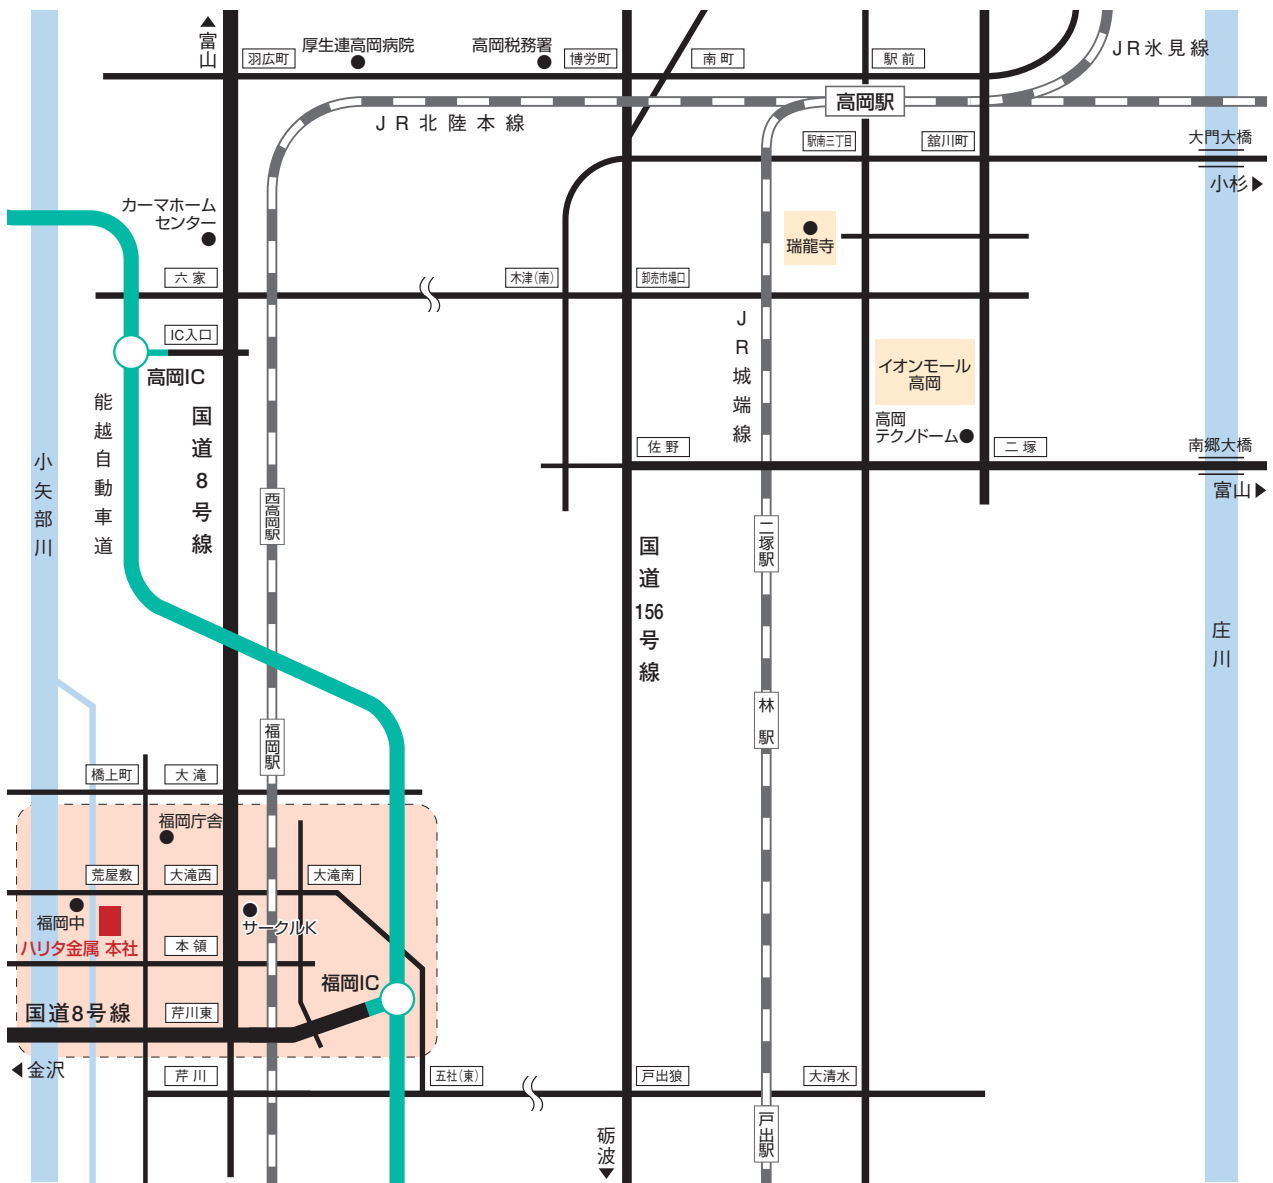 富山
羽広町
厚生連高岡病院
高岡税務署
博労町
南町
駅前
JR氷見線
高岡駅
JR北陸本線
駅南三丁目
舘川町
大門大橋
小杉
カーマホーム
センター
瑞龍寺
六家
木津(南)
卸売市場口
IC入口
高岡IC
JR城端線
イオンモール
高岡
高岡
テクノドーム
能越自動車道
国道8号線
佐野
二塚
南郷大橋
富山
小矢部川
西高岡駅
国道156号線
二塚駅
庄川
林駅
福岡駅
橋上町
大滝
福岡庁舎
荒屋敷
大滝西
大滝南
福岡中
サークルK
ハリタ金属 本社
本領
福岡IC
国道8号線
芹川東
金沢
芹川
五社(東)
戸出狼
大清水
戸出駅
砺波